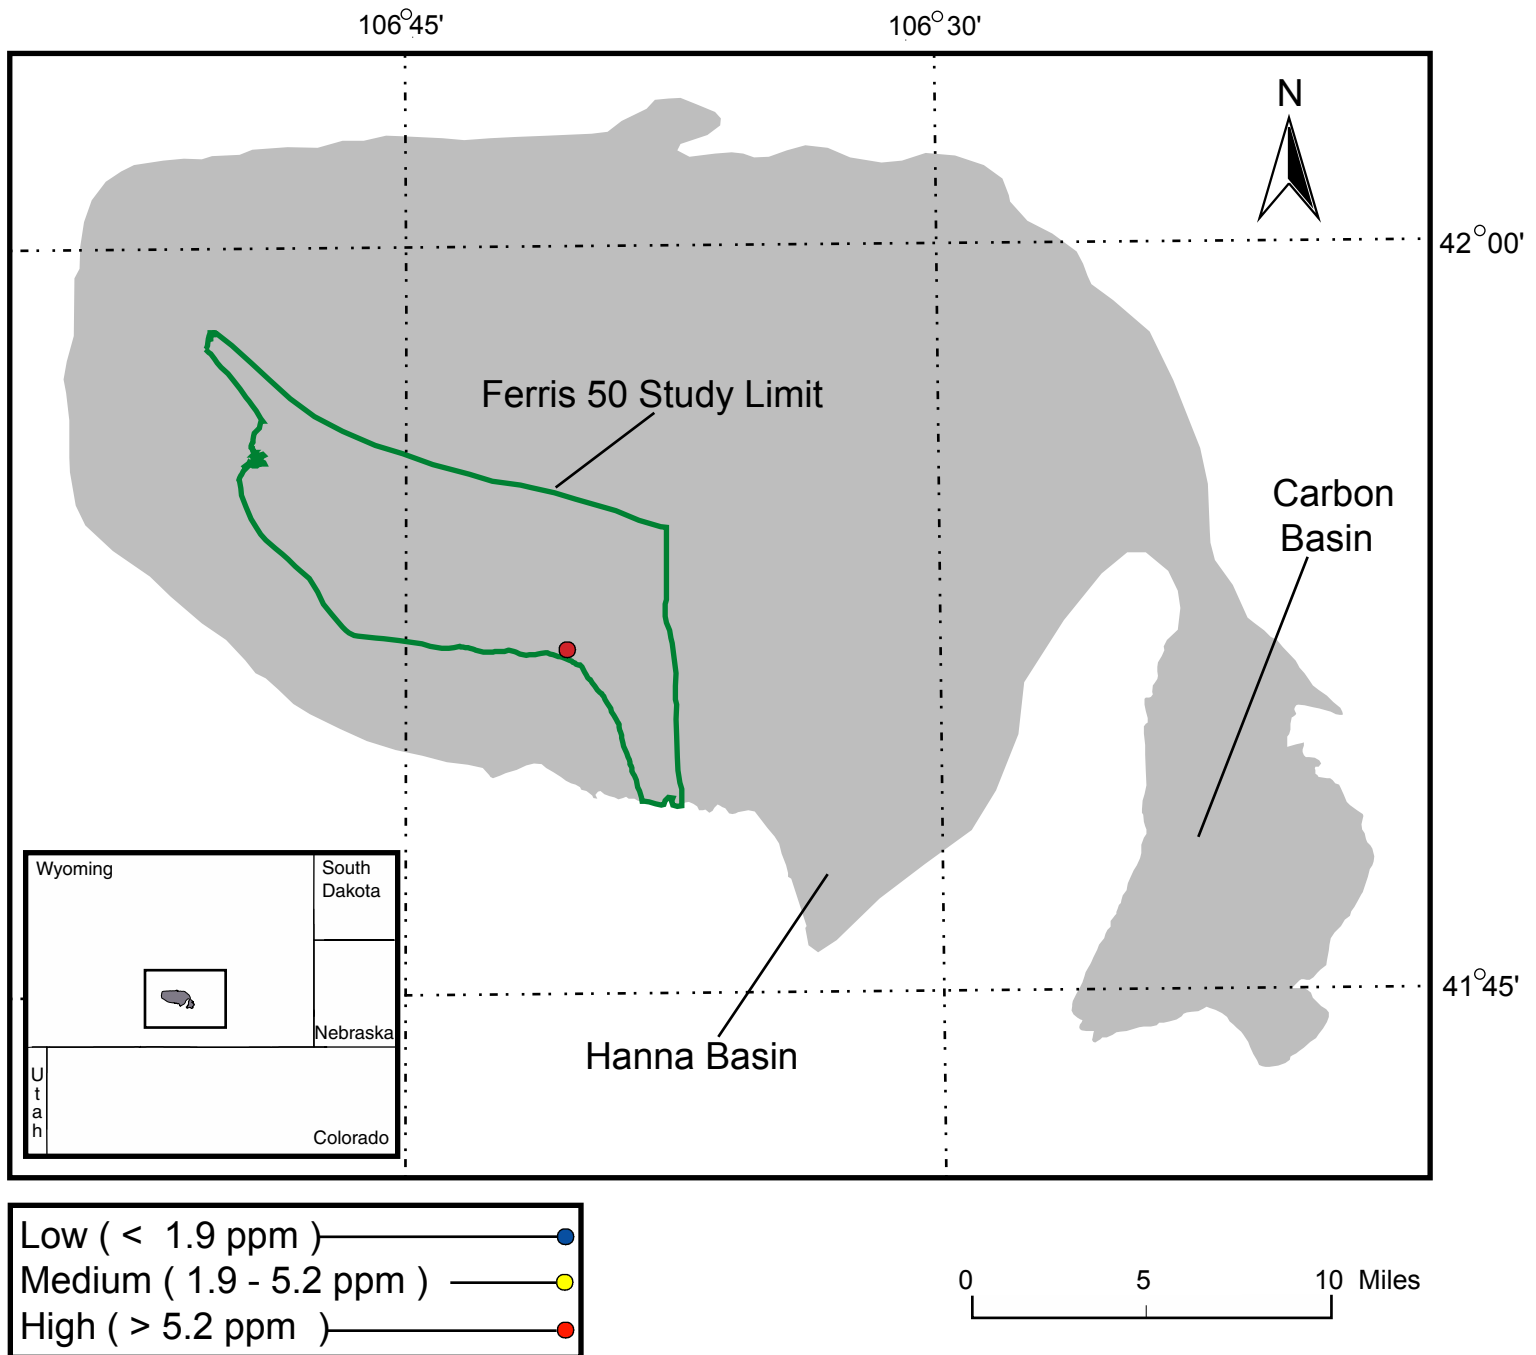 106°45'
106°30'
N
42°00'
Ferris 50 Study Limit
Carbon
Basin
Wyoming
South
Dakota
Nebraska
Utah
Colorado
41°45'
Hanna Basin
Low ( < 1.9 ppm )
Medium ( 1.9 - 5.2 ppm )
High ( > 5.2 ppm )
0 5 10 Miles